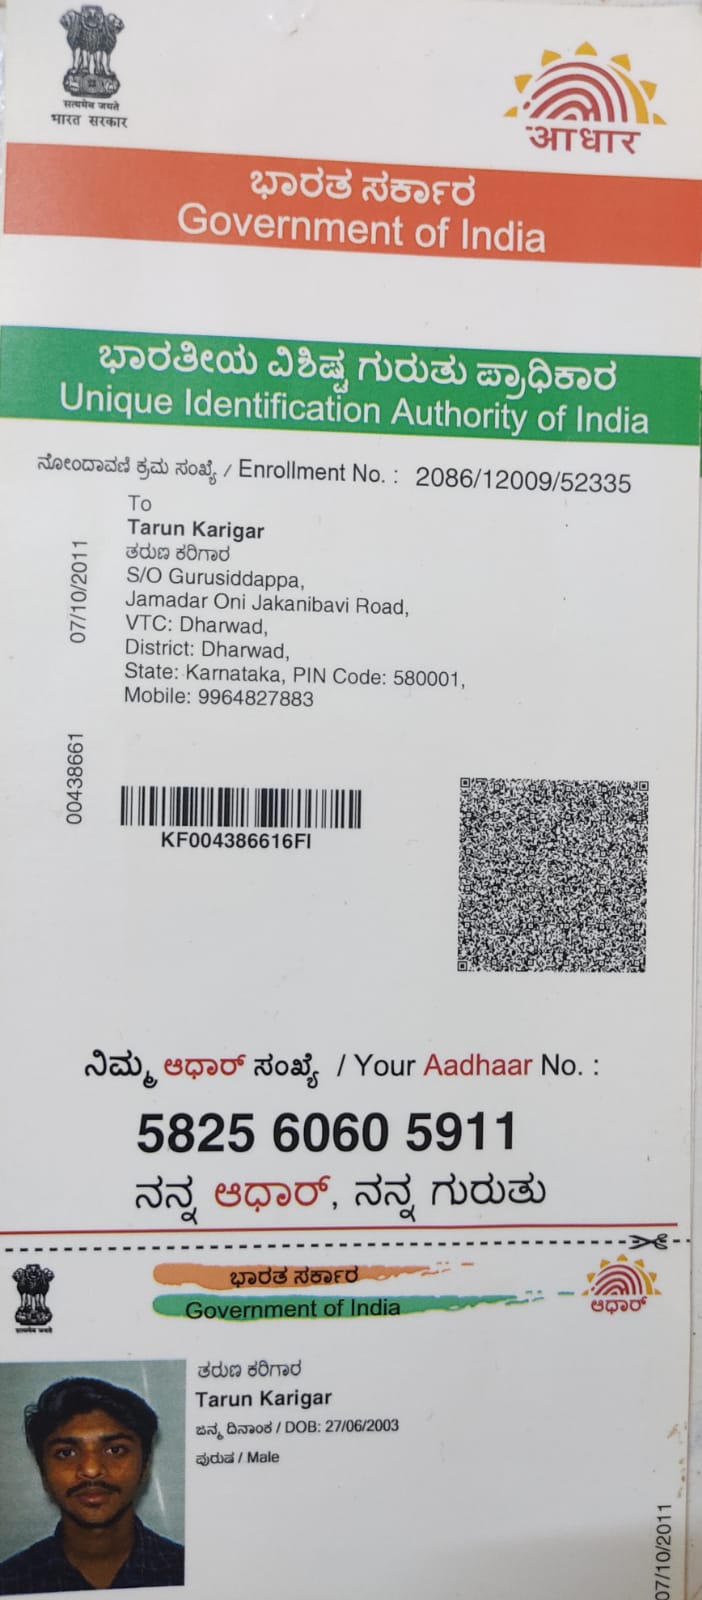 सत्यमेव जयते
भारत सरकार
आधार
ಭಾರತ ಸರ್ಕಾರ
Government of India
ಭಾರತೀಯ ವಿಶಿಷ್ಟ ಗುರುತು ಪ್ರಾಧಿಕಾರ
Unique Identification Authority of India
ನೋಂದಾವಣಿ ಕ್ರಮ ಸಂಖ್ಯೆ / Enrollment No. : 2086/12009/52335
To
Tarun Karigar
ತರುಣ ಕರಿಗಾರ
S/O Gurusiddappa,
Jamadar Oni Jakanibavi Road,
VTC: Dharwad,
District: Dharwad,
State: Karnataka, PIN Code: 580001,
Mobile: 9964827883
07/10/2011
00438661
KF004386616FI
ನಿಮ್ಮ ಆಧಾರ್ ಸಂಖ್ಯೆ / Your Aadhaar No. :
5825 6060 5911
ನನ್ನ ಆಧಾರ್, ನನ್ನ ಗುರುತು
ಭಾರತ ಸರ್ಕಾರ
Government of India
ಆಧಾರ್
ತರುಣ ಕರಿಗಾರ
Tarun Karigar
ಜನ್ಮ ದಿನಾಂಕ / DOB: 27/06/2003
ಪುರುಷ / Male
07/10/2011